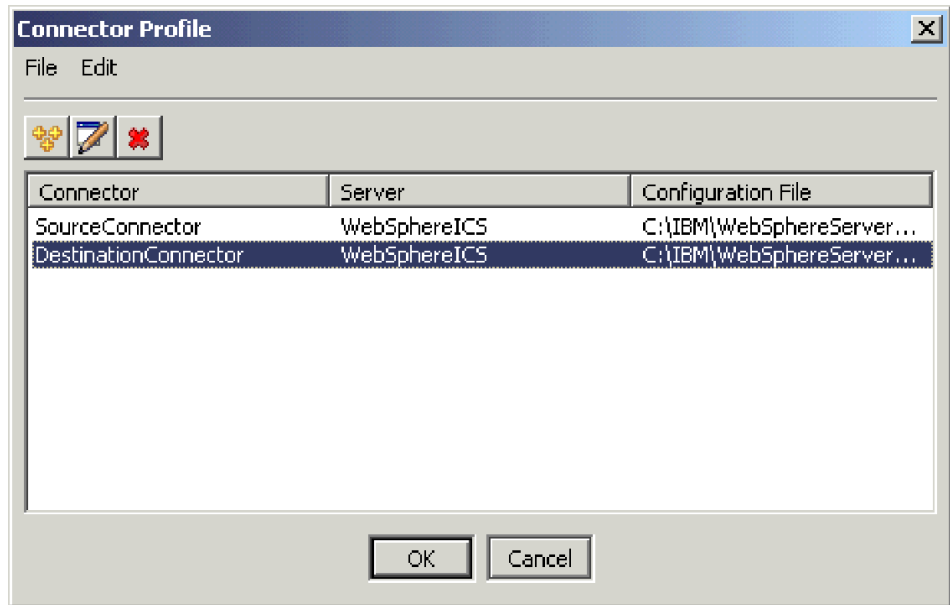 Connector Profile
File Edit
Connector Server Configuration File
SourceConnector WebSphereICS C:\IBM\WebSphereServer...
DestinationConnector WebSphereICS C:\IBM\WebSphereServer...
OK Cancel